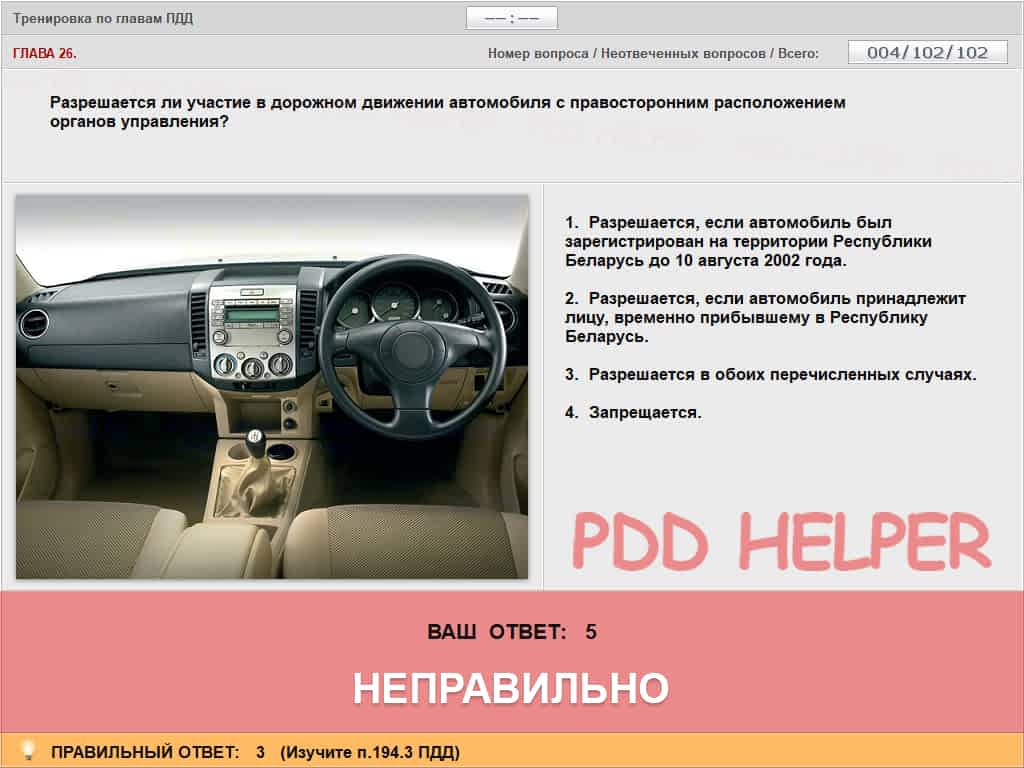 Тренировка по главам ПДД
—— : ——
ГЛАВА 26.
Номер вопроса / Неотвеченных вопросов / Всего:
004/102/102
Разрешается ли участие в дорожном движении автомобиля с правосторонним расположением
органов управления?
1. Разрешается, если автомобиль был
зарегистрирован на территории Республики
Беларусь до 10 августа 2002 года.
2. Разрешается, если автомобиль принадлежит
лицу, временно прибывшему в Республику
Беларусь.
3. Разрешается в обоих перечисленных случаях.
4. Запрещается.
PDD HELPER
ВАШ ОТВЕТ: 5
НЕПРАВИЛЬНО
ПРАВИЛЬНЫЙ ОТВЕТ: 3 (Изучите п.194.3 ПДД)